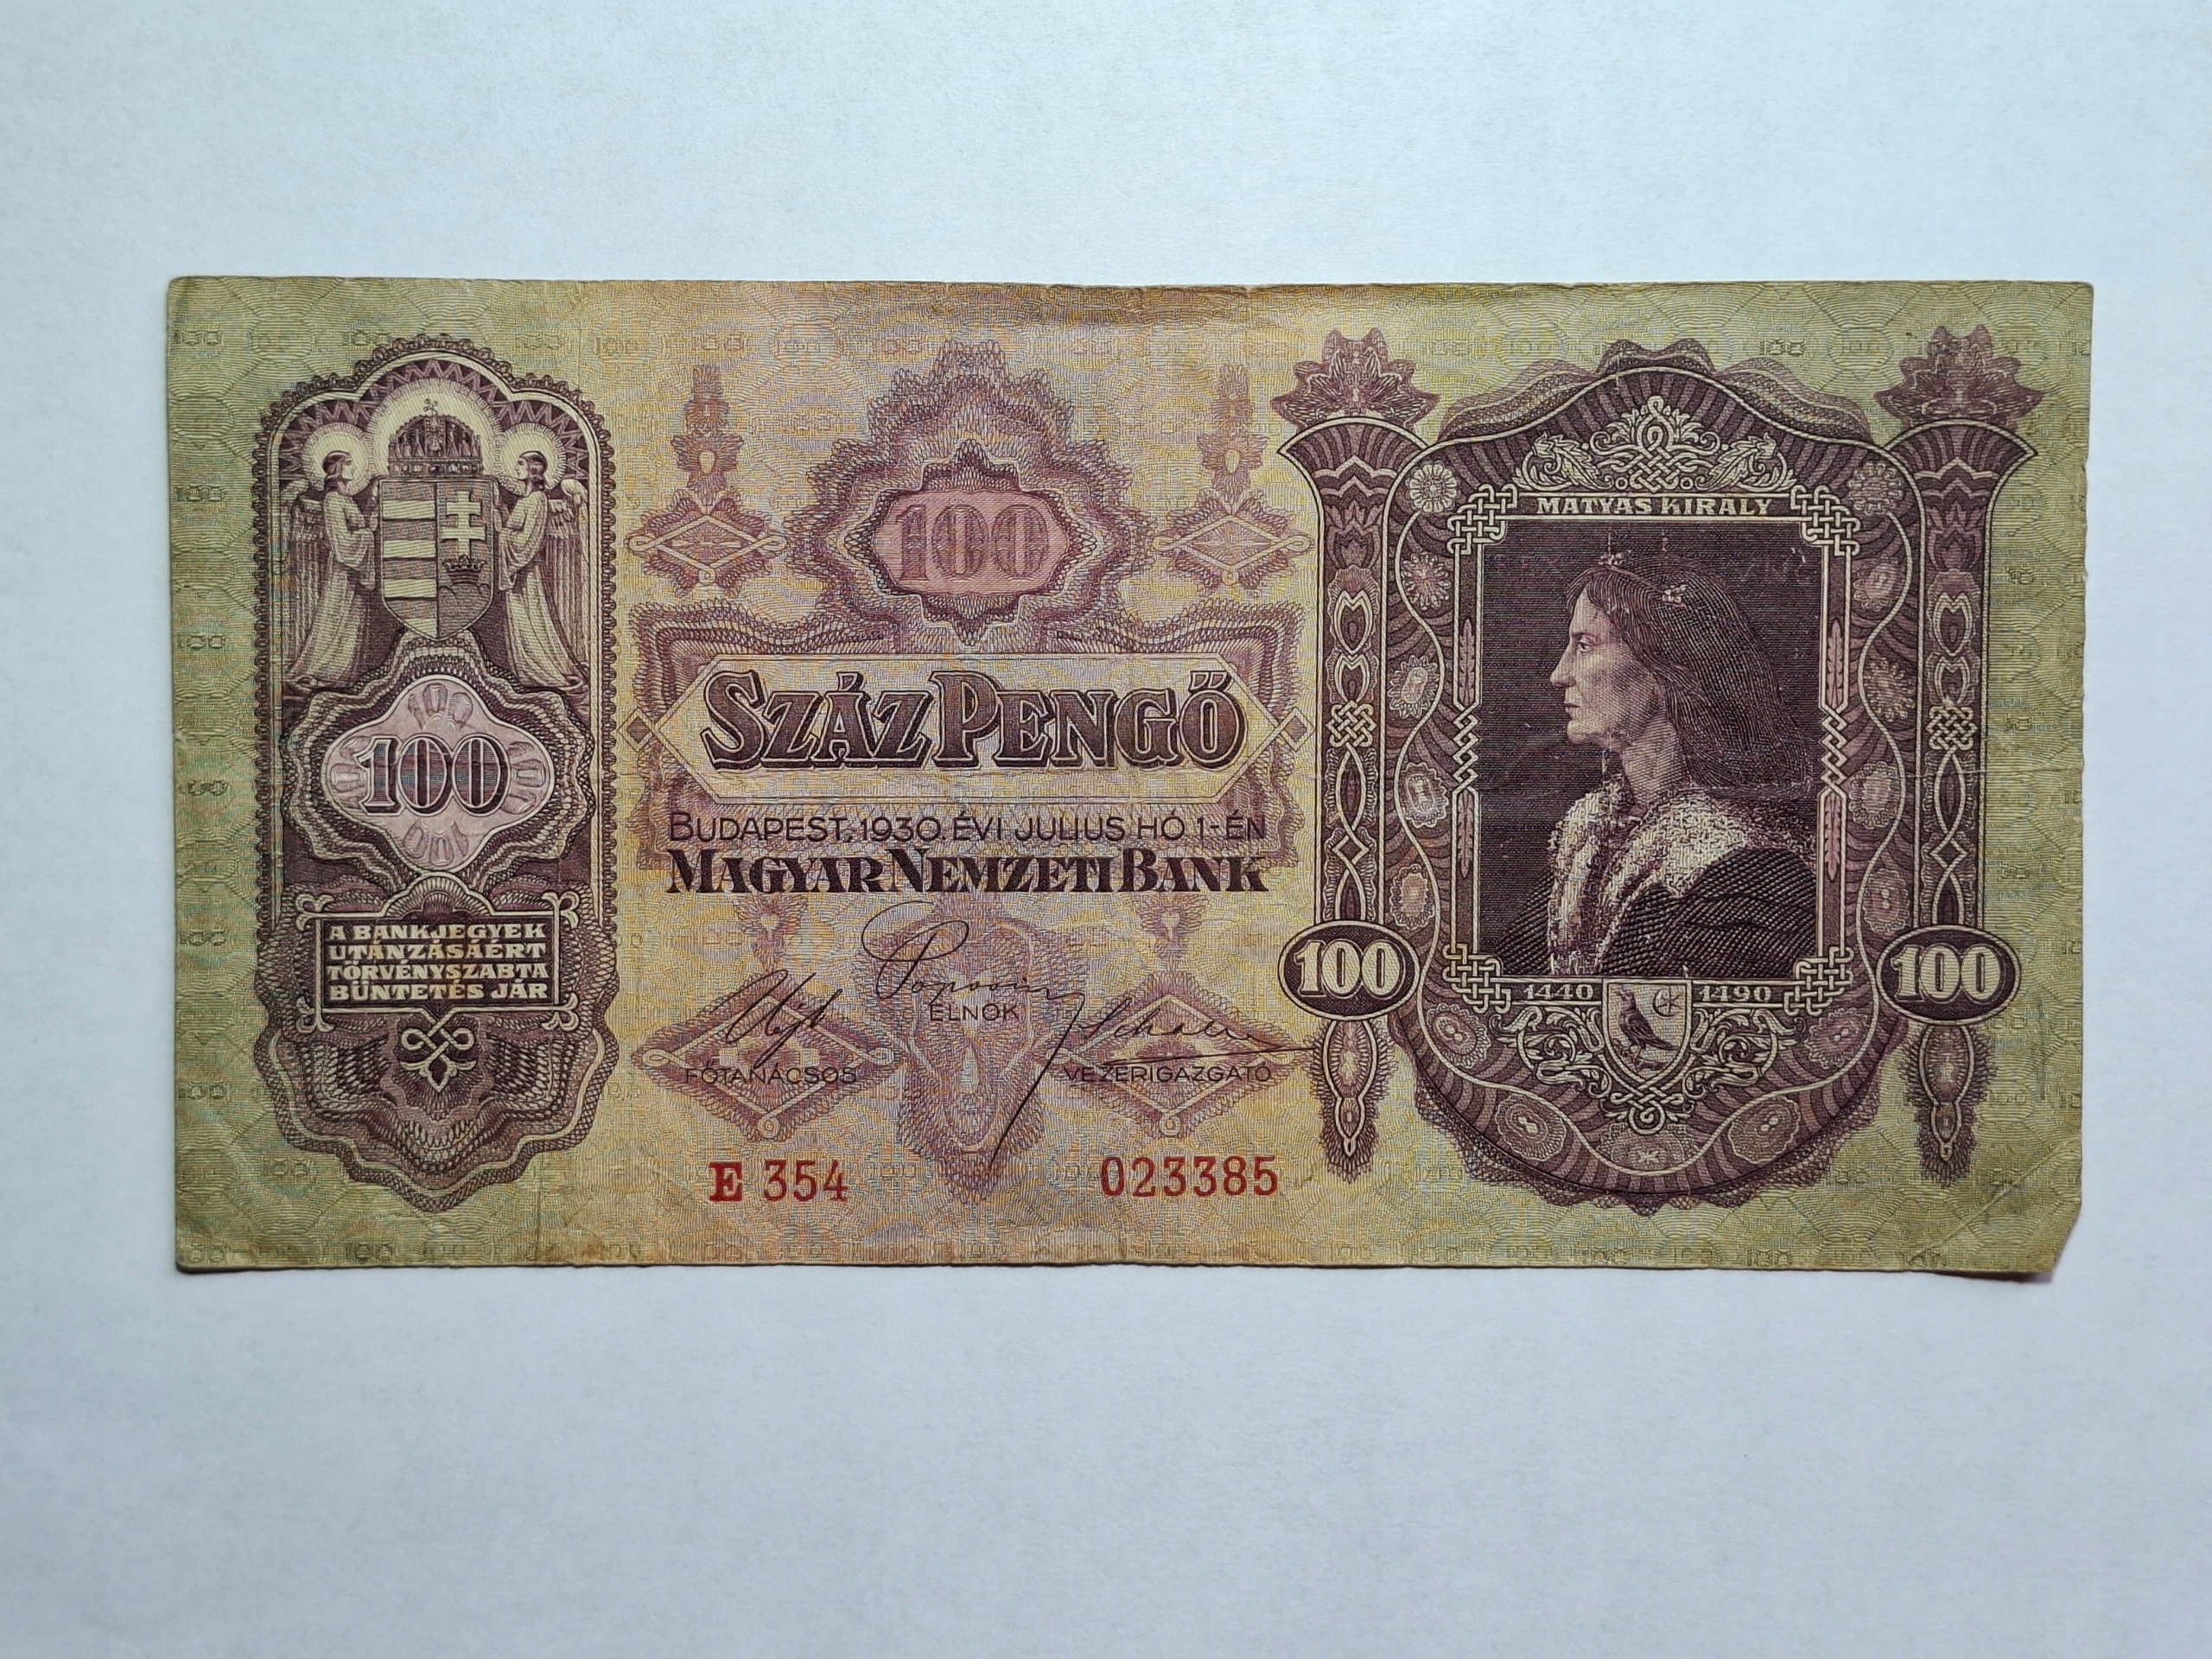 100
A BANKJEGYEK
UTÁNZÁSÁÉRT
TÖRVÉNYSZABTA
BÜNTETÉS JÁR
100
SZÁZ PENGŐ
BUDAPEST, 1930. ÉVI JULIUS HÓ 1-ÉN
MAGYAR NEMZETI BANK
ELNÖK
FŐTANÁCSOS
VEZÉRIGAZGATÓ
E 354
023385
MÁTYÁS KIRÁLY
1440 1490
100
100